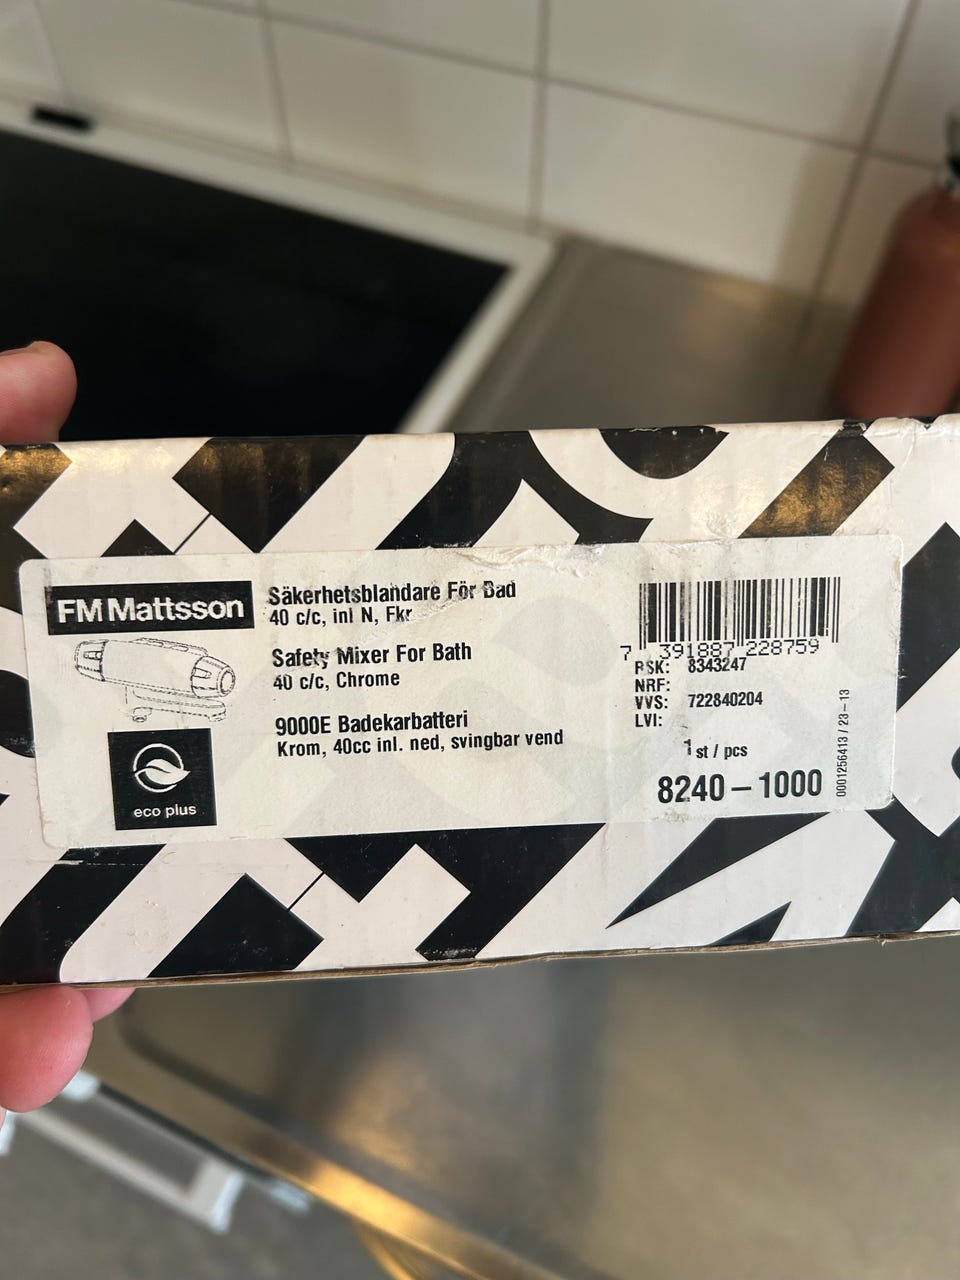 FM Mattsson
eco plus
Säkerhetsblandare För Bad
40 c/c, inl N, Fkr
Safety Mixer For Bath
40 c/c, Chrome
9000E Badekarbatteri
Krom, 40cc inl. ned, svingbar vend
7 391887 228759
RSK: 8343247
NRF:
VVS: 722840204
LVI:
1 st / pcs
8240-1000
0001256413 / 23-13